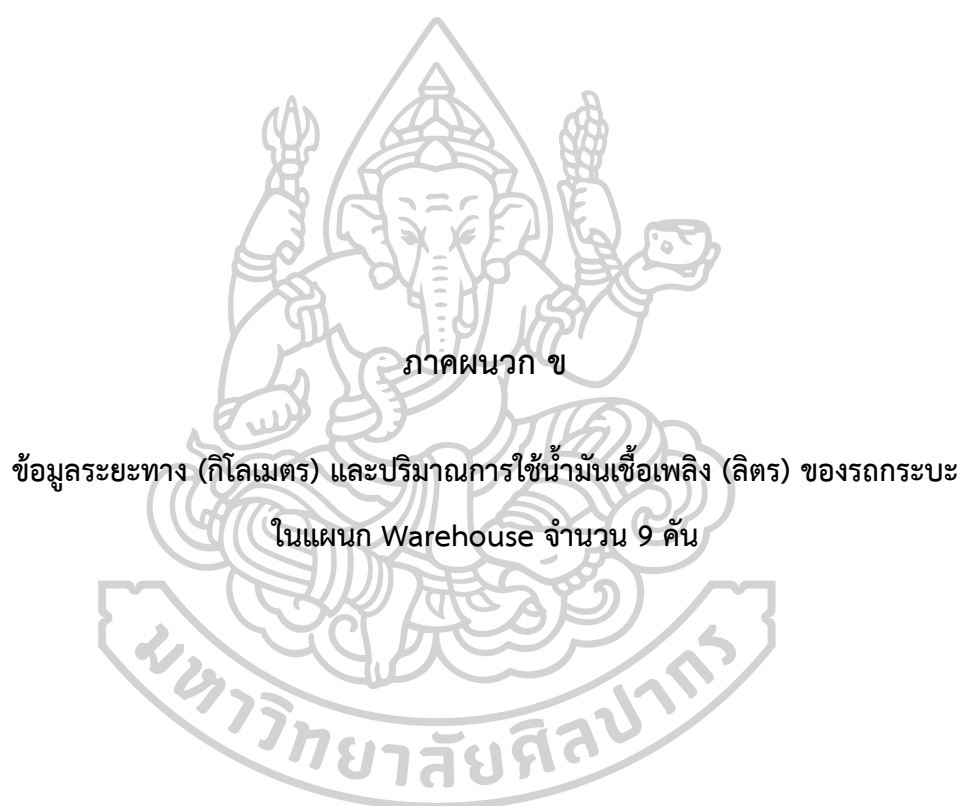 ภาคผนวก ข
ข้อมูลระยะทาง (กิโลเมตร) และปริมาณการใช้น้ำมันเชื้อเพลิง (ลิตร) ของรถกระบะ
ในแผนก Warehouse จำนวน 9 คัน
มหาวิทยาลัยศิลปากร